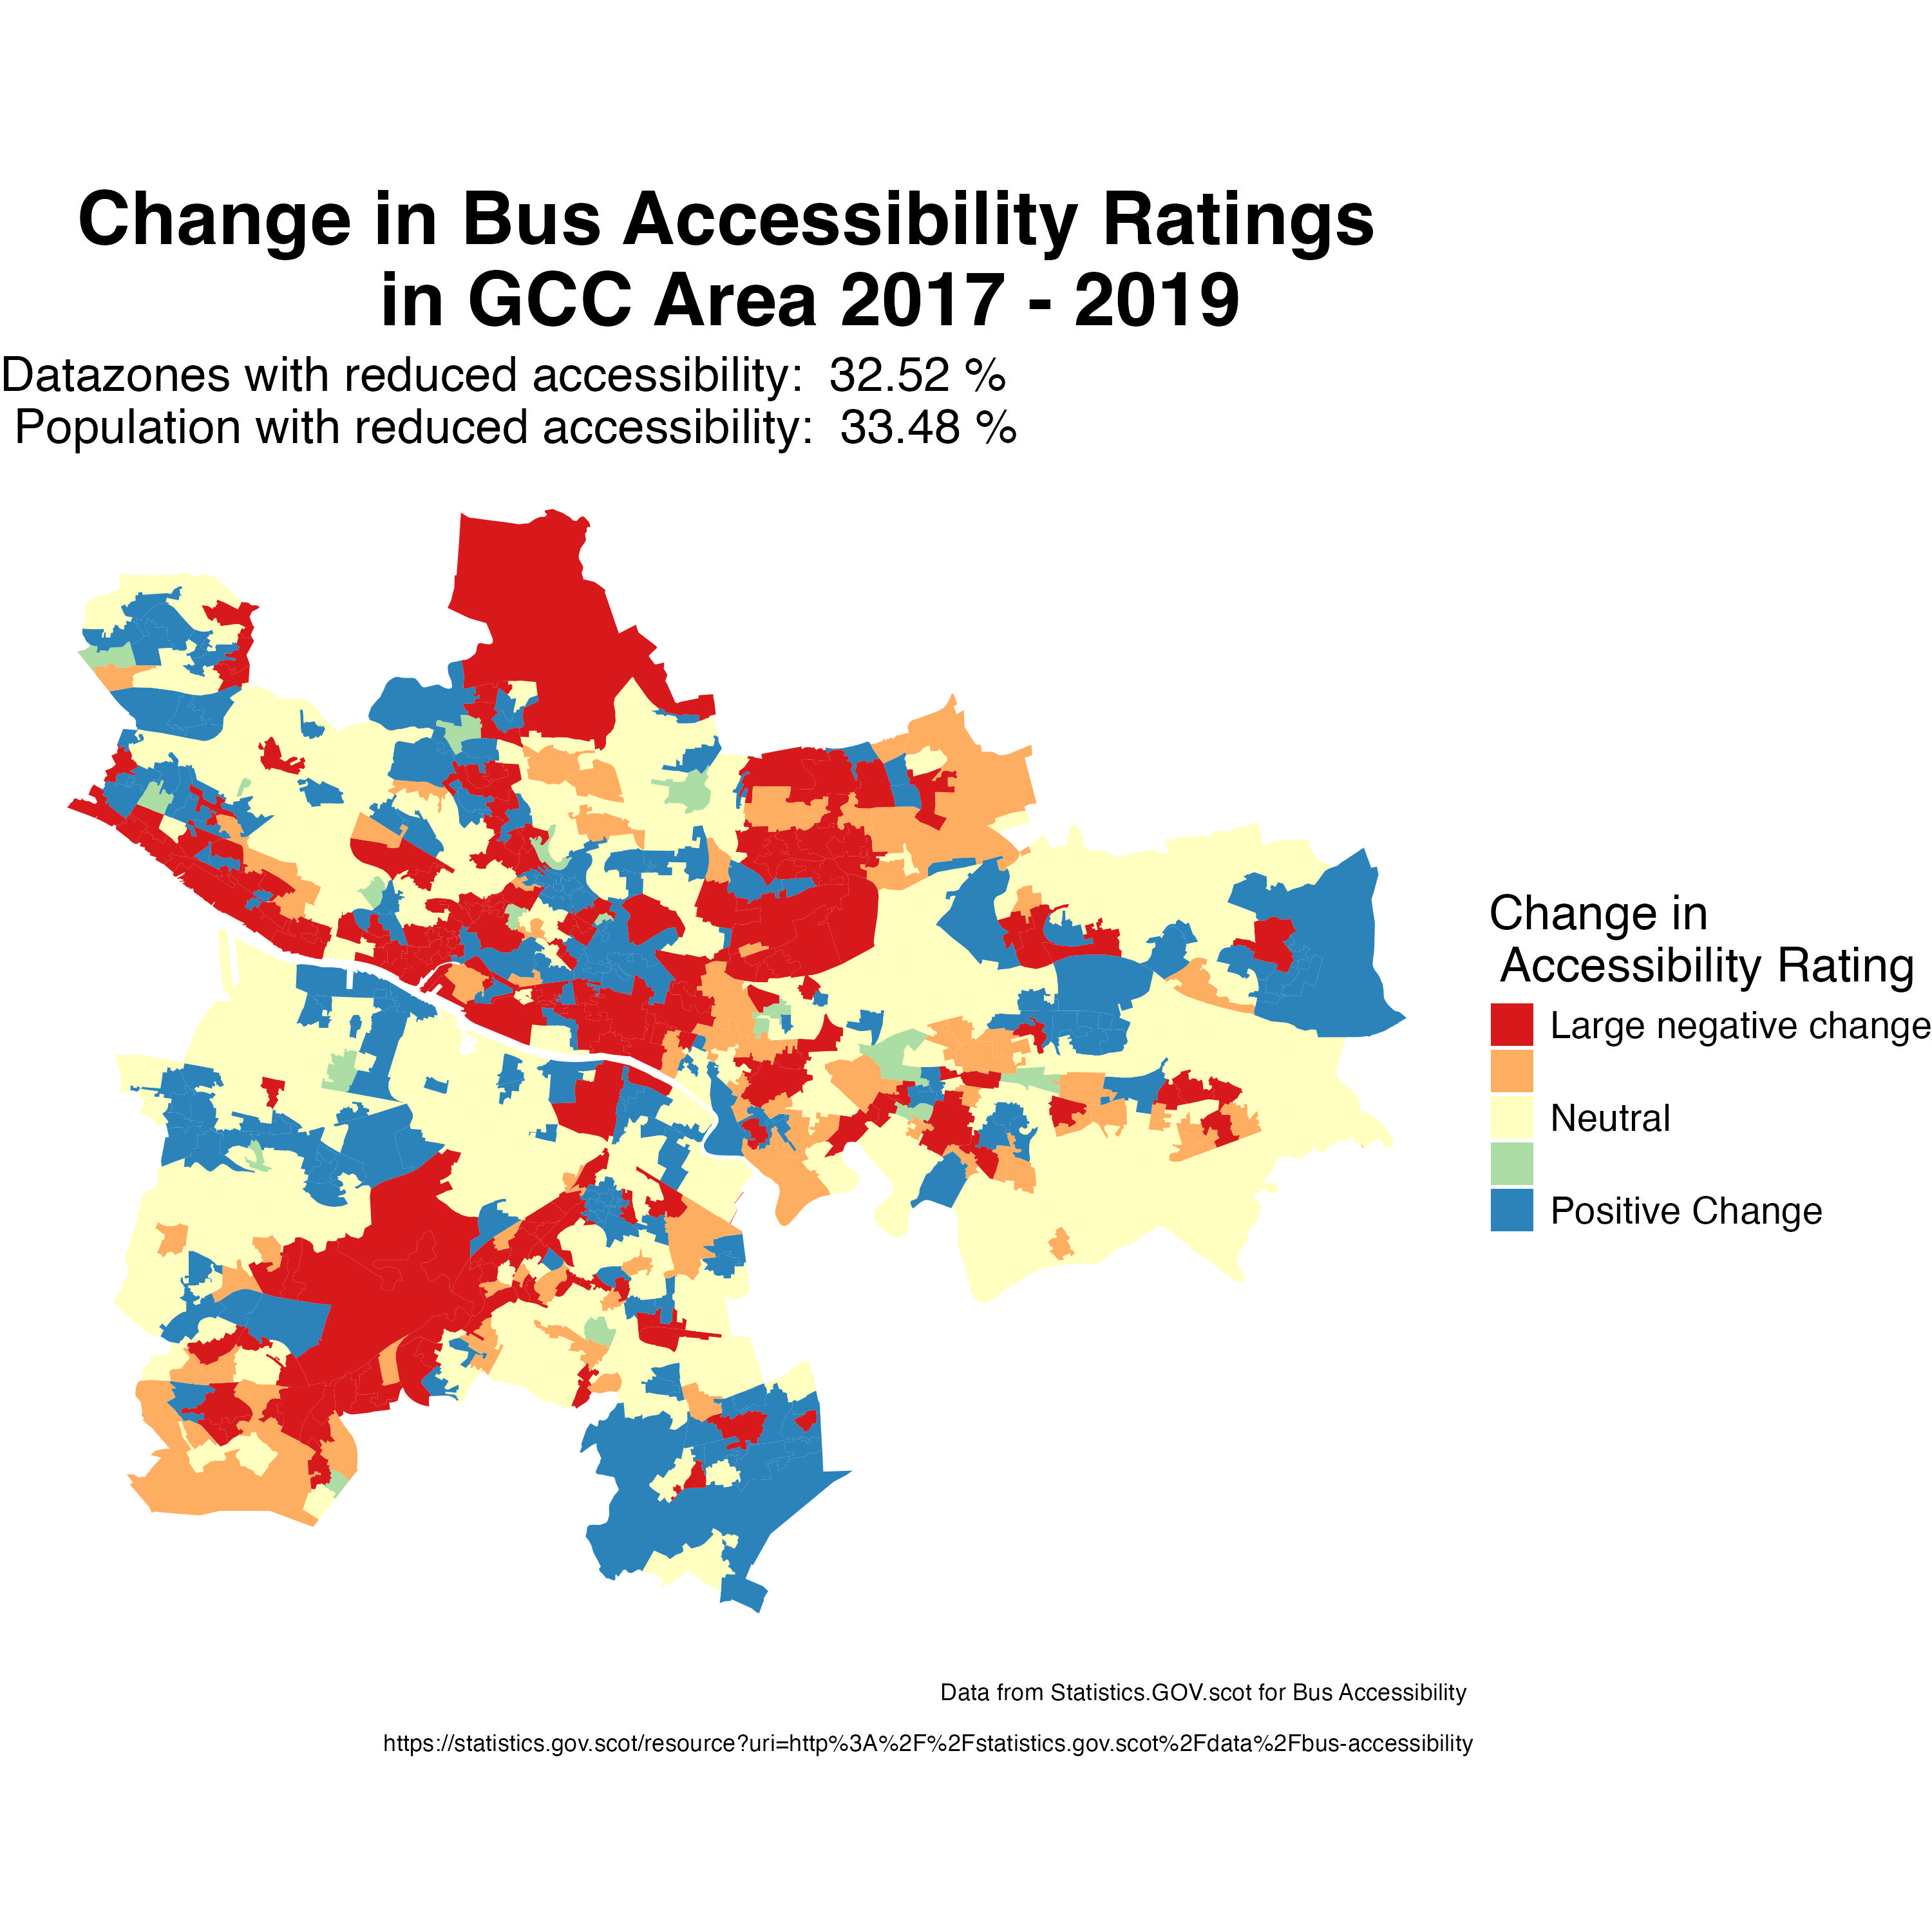 Change in Bus Accessibility Ratings
in GCC Area 2017 - 2019
Datazones with reduced accessibility: 32.52 %
Population with reduced accessibility: 33.48 %
Change in
Accessibility Rating
Large negative change
Neutral
Positive Change
Data from Statistics.GOV.scot for Bus Accessibility
https://statistics.gov.scot/resource?uri=http%3A%2F%2Fstatistics.gov.scot%2Fdata%2Fbus-accessibility